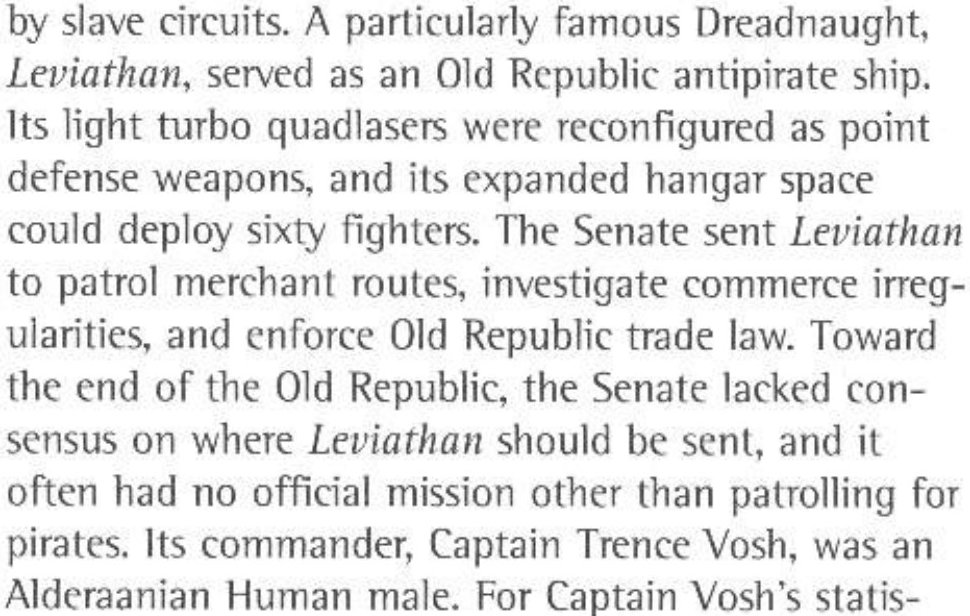 by slave circuits. A particularly famous Dreadnaught,
Leviathan, served as an Old Republic antipirate ship.
Its light turbo quadlasers were reconfigured as point
defense weapons, and its expanded hangar space
could deploy sixty fighters. The Senate sent Leviathan
to patrol merchant routes, investigate commerce irreg-
ularities, and enforce Old Republic trade law. Toward
the end of the Old Republic, the Senate lacked con-
sensus on where Leviathan should be sent, and it
often had no official mission other than patrolling for
pirates. Its commander, Captain Trence Vosh, was an
Alderaanian Human male. For Captain Vosh's statis-